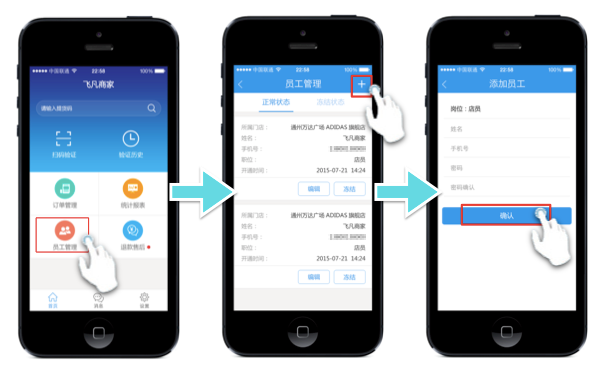 中国联通 22:58 100%
飞凡商家
请输入提货码
扫码验证 验证历史
订单管理 统计报表
员工管理 退款售后
首页 消息 设置
中国联通 22:58 100%
员工管理
正常状态 冻结状态
所属门店： 通州万达广场 ADIDAS 旗舰店
姓名： 飞凡商家
手机号：
职位： 店员
开通时间： 2015-07-21 14:24
编辑 冻结
所属门店： 通州万达广场 ADIDAS 旗舰店
姓名： 飞凡商家
手机号：
职位： 店员
开通时间： 2015-07-21 14:24
编辑 冻结
中国联通 22:58 100%
添加员工
岗位：店员
姓名
手机号
密码
密码确认
确认